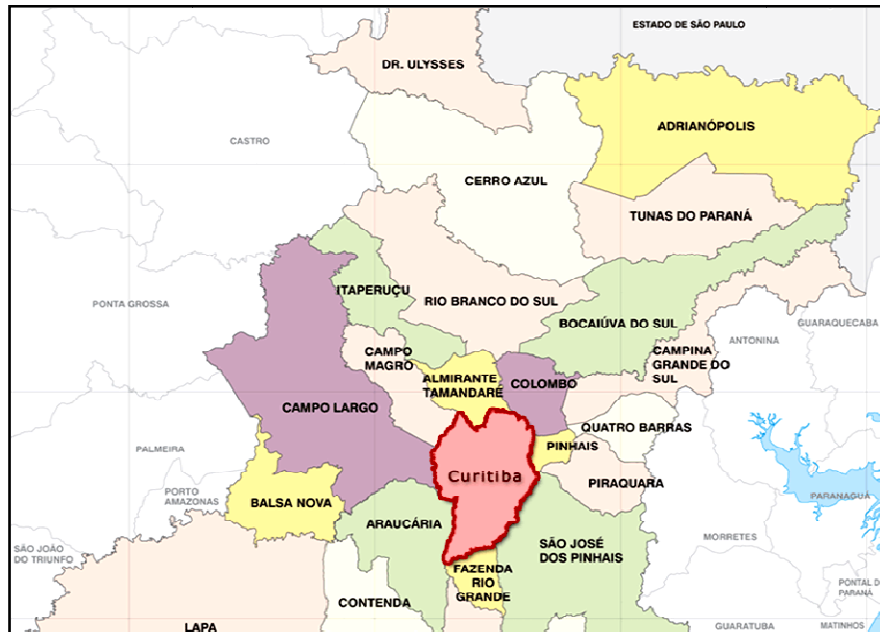 ESTADO DE SÃO PAULO
DR. ULYSSES
ADRIANÓPOLIS
CASTRO
CERRO AZUL
TUNAS DO PARANÁ
ITAPERUÇU
PONTA GROSSA
RIO BRANCO DO SUL
BOCAIÚVA DO SUL
GUARAQUEÇABA
ANTONINA
CAMPO
MAGRO
CAMPINA
GRANDE DO
SUL
ALMIRANTE
TAMANDARÉ
COLOMBO
CAMPO LARGO
QUATRO BARRAS
PALMEIRA
PINHAIS
Curitiba
PIRAQUARA
PORTO
AMAZONAS
BALSA NOVA
PARANAGUÁ
ARAUCÁRIA
MORRETES
SÃO JOÃO
DO TRIUNFO
SÃO JOSÉ
DOS PINHAIS
FAZENDA
RIO
GRANDE
PONTAL D
PARANÁ
CONTENDA
LAPA
GUARATUBA
MATINHOS